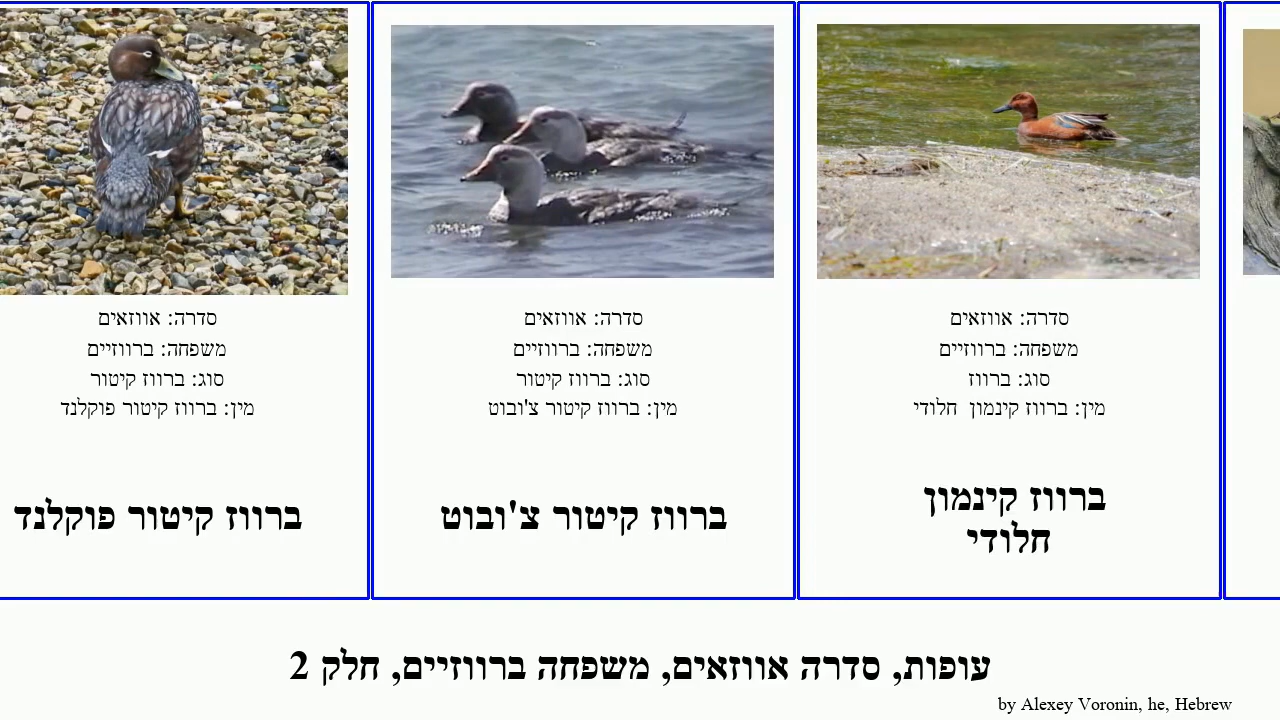 סדרה: אווזאים
משפחה: ברווזיים
סוג: ברווז קיטור
מין: ברווז קיטור פוקלנד
ברווז קיטור פוקלנד
סדרה: אווזאים
משפחה: ברווזיים
סוג: ברווז קיטור
מין: ברווז קיטור צ'ובוט
ברווז קיטור צ'ובוט
סדרה: אווזאים
משפחה: ברווזיים
סוג: ברווז
מין: ברווז קינמון  חלודי
ברווז קינמון
חלודי
עופות, סדרה אווזאים, משפחה ברווזיים, חלק 2
by Alexey Voronin, he, Hebrew